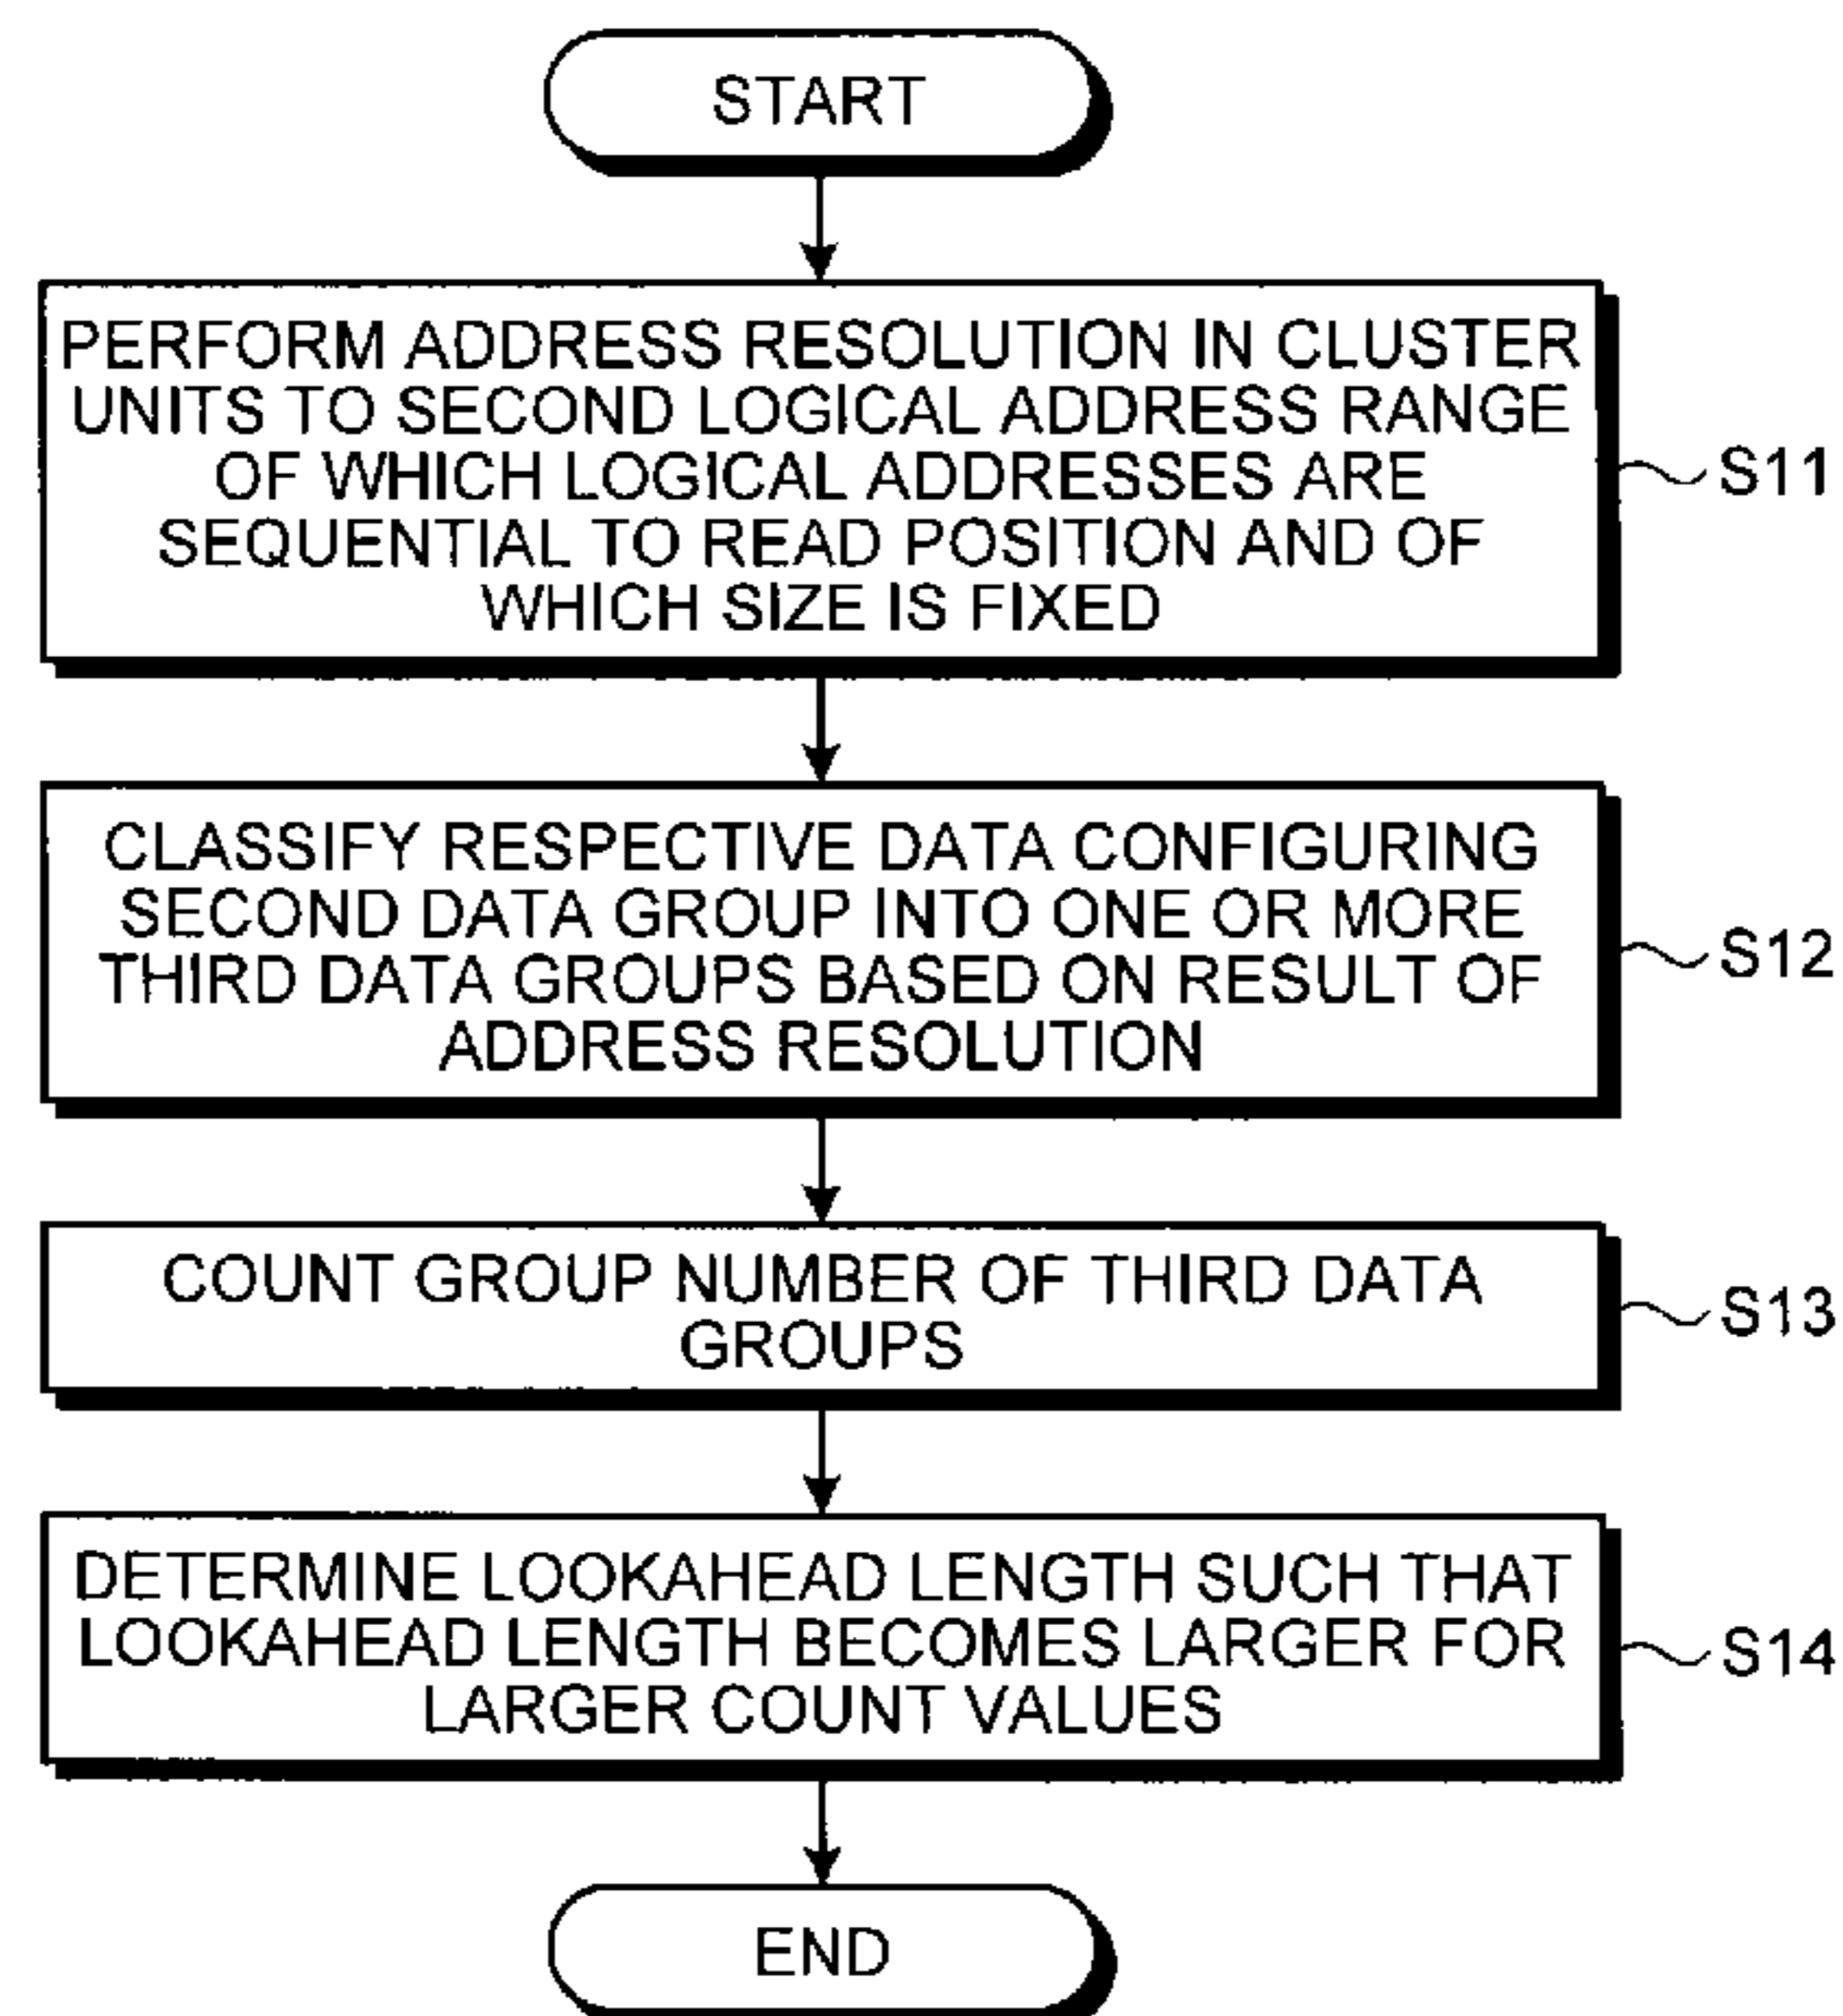 START
PERFORM ADDRESS RESOLUTION IN CLUSTER
UNITS TO SECOND LOGICAL ADDRESS RANGE
OF WHICH LOGICAL ADDRESSES ARE
SEQUENTIAL TO READ POSITION AND OF
WHICH SIZE IS FIXED
S11
CLASSIFY RESPECTIVE DATA CONFIGURING
SECOND DATA GROUP INTO ONE OR MORE
THIRD DATA GROUPS BASED ON RESULT OF
ADDRESS RESOLUTION
S12
COUNT GROUP NUMBER OF THIRD DATA
GROUPS
S13
DETERMINE LOOKAHEAD LENGTH SUCH THAT
LOOKAHEAD LENGTH BECOMES LARGER FOR
LARGER COUNT VALUES
S14
END